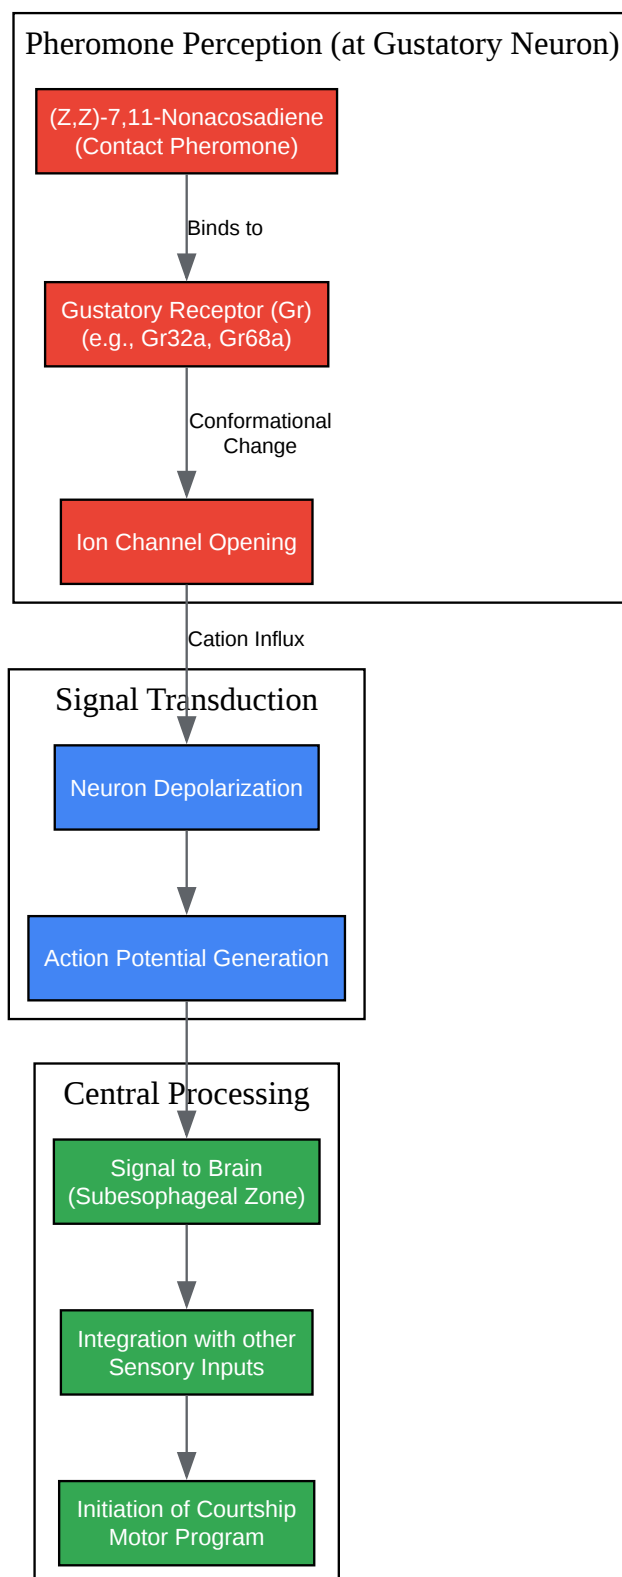 Pheromone Perception (at Gustatory Neuron)
(Z,Z)-7,11-Nonacosadiene
(Contact Pheromone)
Binds to
Gustatory Receptor (Gr)
(e.g., Gr32a, Gr68a)
Conformational
Change
Ion Channel Opening
Cation Influx
Signal Transduction
Neuron Depolarization
Action Potential Generation
Central Processing
Signal to Brain
(Subesophageal Zone)
Integration with other
Sensory Inputs
Initiation of Courtship
Motor Program